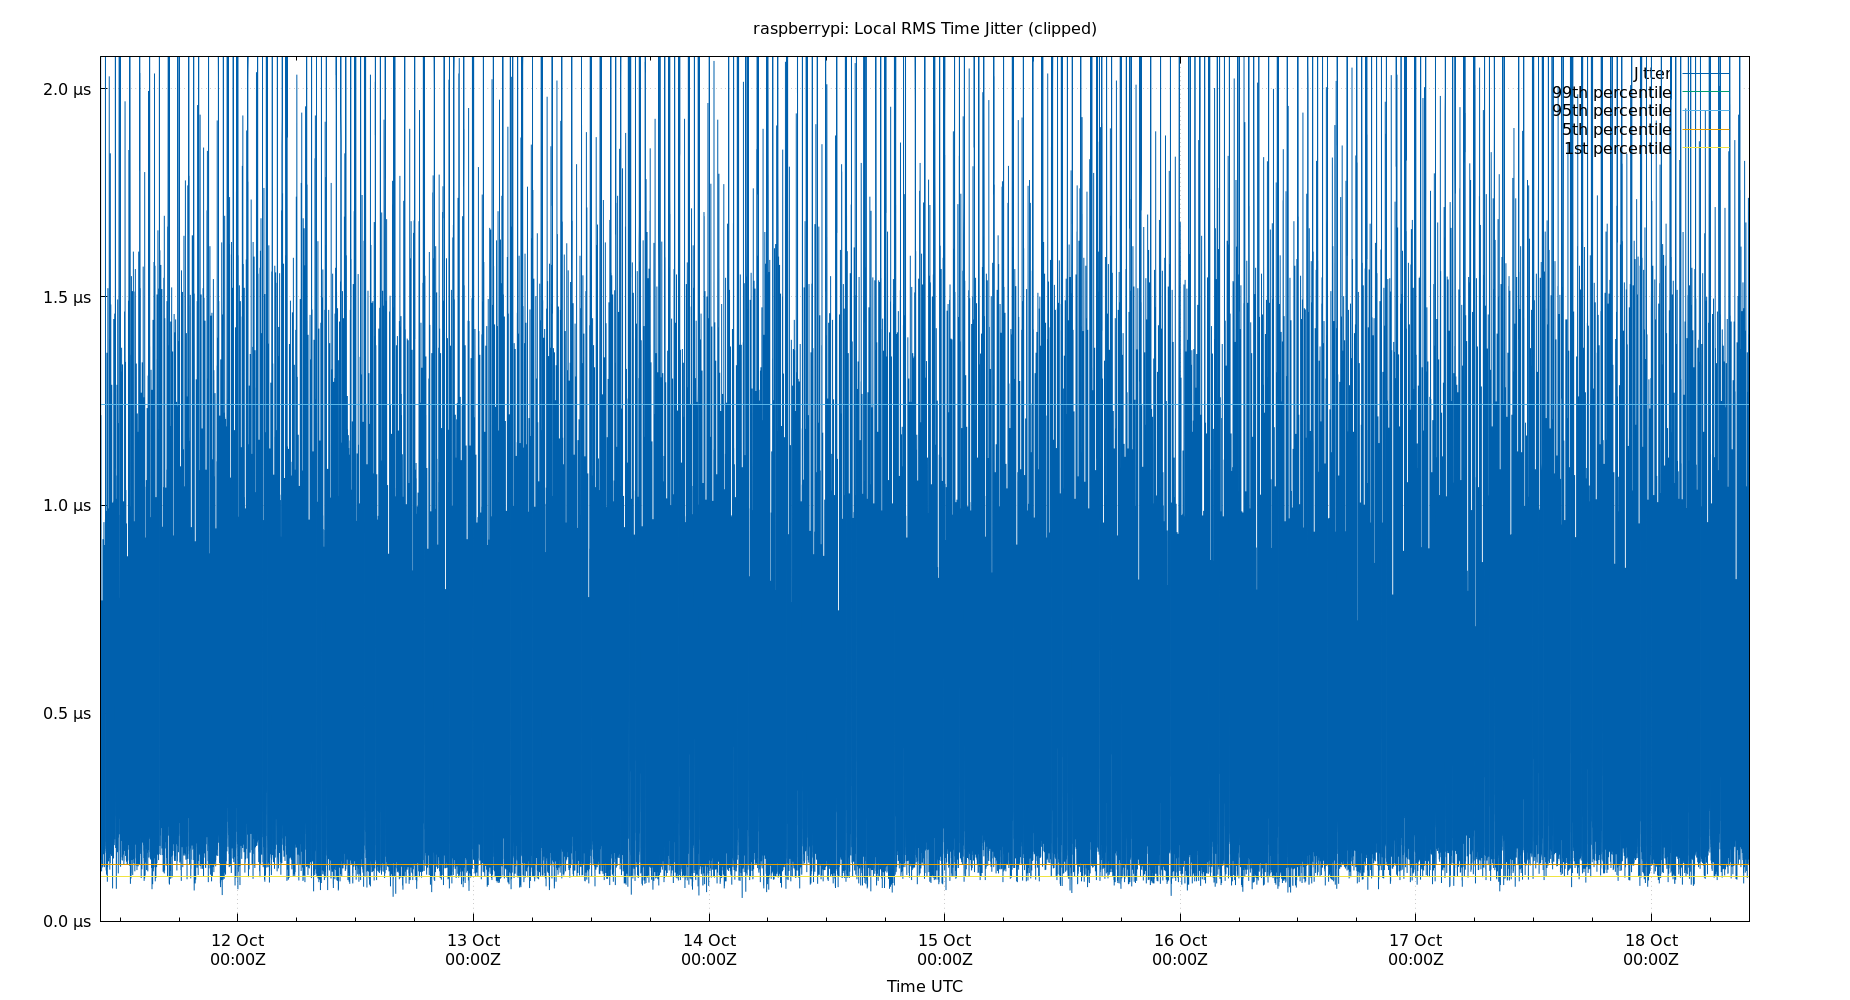 raspberrypi: Local RMS Time Jitter (clipped)
Jitter
99th percentile
95th percentile
5th percentile
1st percentile
2.0 μs
1.5 μs
1.0 μs
0.5 μs
0.0 μs
12 Oct 13 Oct 14 Oct 15 Oct 16 Oct 17 Oct 18 Oct
00:00Z 00:00Z 00:00Z 00:00Z 00:00Z 00:00Z 00:00Z
Time UTC